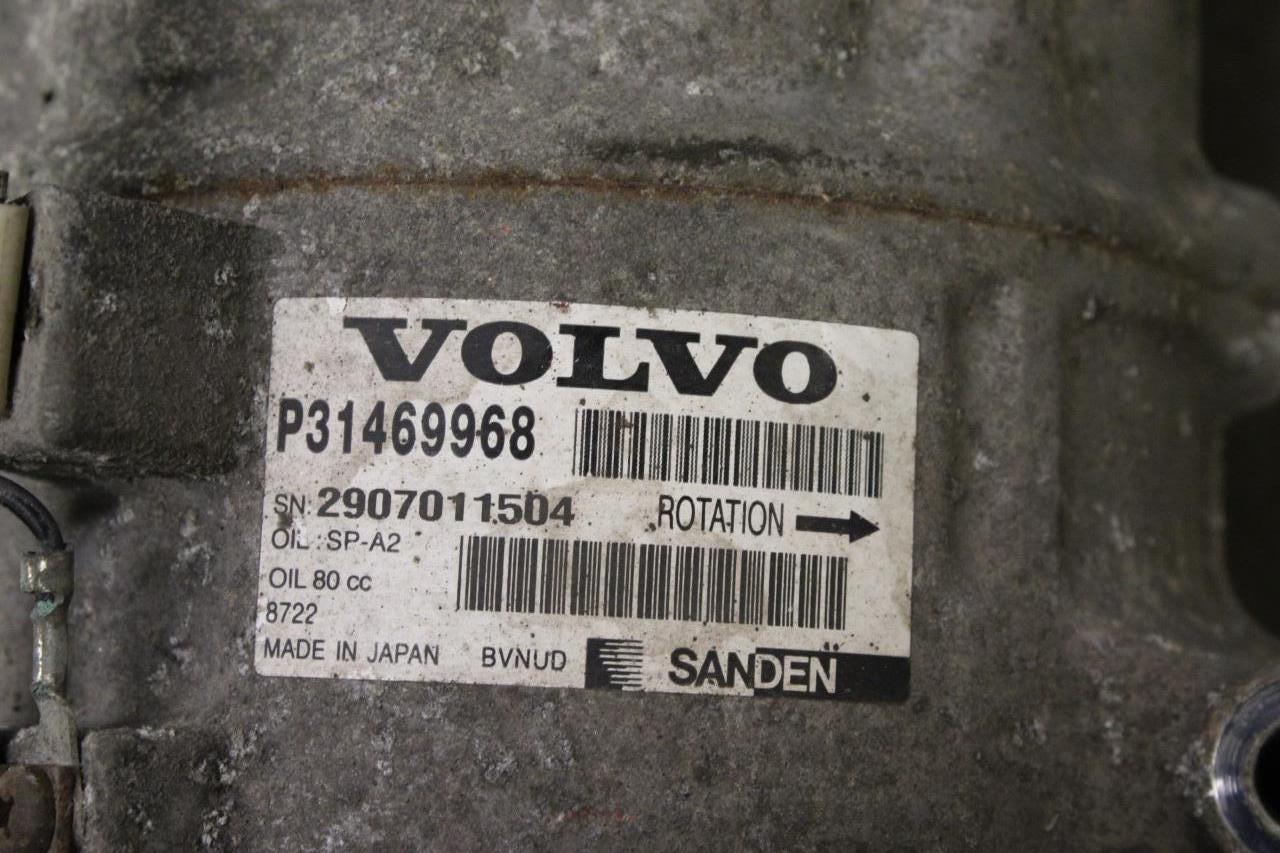 VOLVO
P31469968
SN: 2907011504 ROTATION
OIL : SP-A2
OIL 80 cc
8722
MADE IN JAPAN BVNUD SANDEN